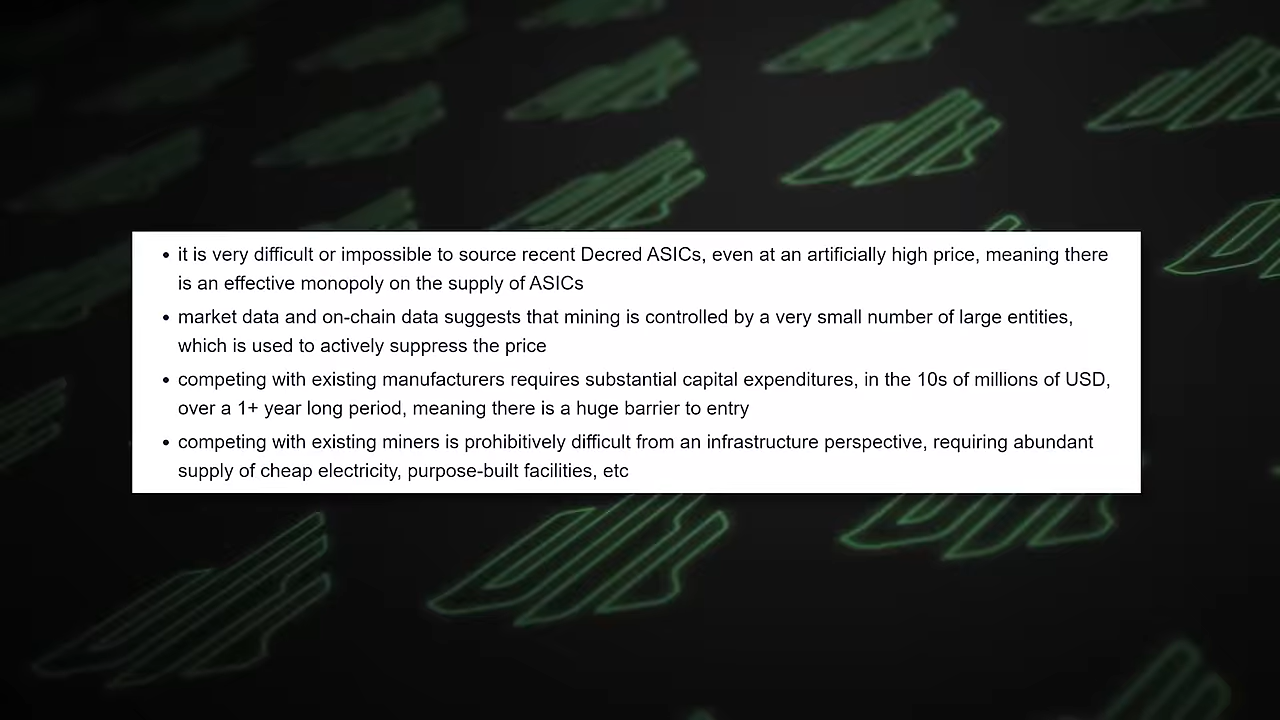 • it is very difficult or impossible to source recent Decred ASICs, even at an artificially high price, meaning there
is an effective monopoly on the supply of ASICs
• market data and on-chain data suggests that mining is controlled by a very small number of large entities,
which is used to actively suppress the price
• competing with existing manufacturers requires substantial capital expenditures, in the 10s of millions of USD,
over a 1+ year long period, meaning there is a huge barrier to entry
• competing with existing miners is prohibitively difficult from an infrastructure perspective, requiring abundant
supply of cheap electricity, purpose-built facilities, etc